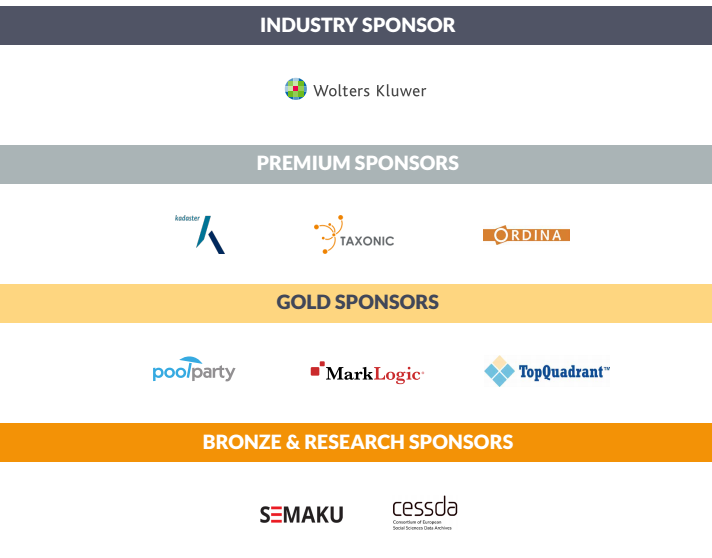 INDUSTRY SPONSOR
Wolters Kluwer
PREMIUM SPONSORS
kadaster
TAXONIC
ORDINA
GOLD SPONSORS
poolparty
MarkLogic
TopQuadrant™
BRONZE & RESEARCH SPONSORS
SEMAKU
cessda
Consortium of European
Social Sciences Data Archives